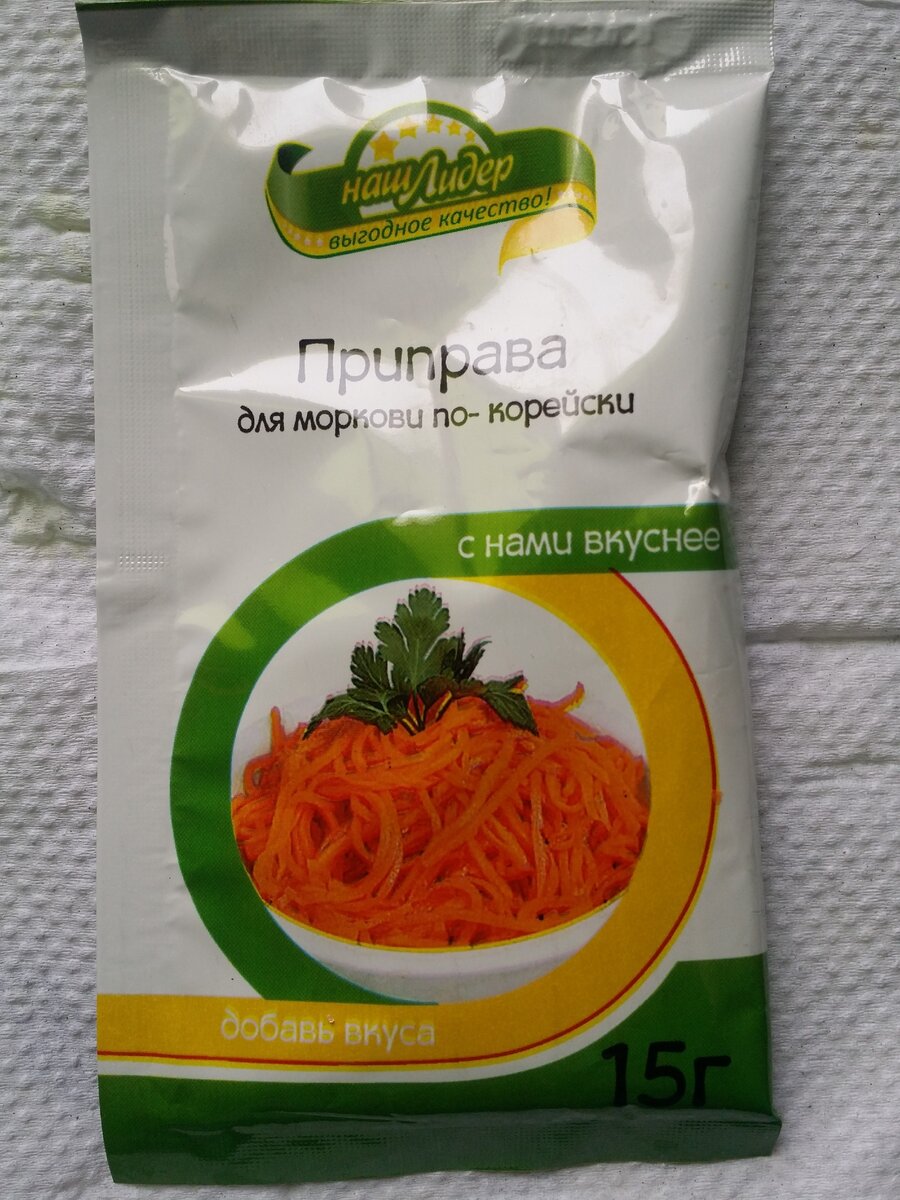 наш Лидер
выгодное качество!
Приправа
для моркови по- корейски
с нами вкуснее
добавь вкуса
15г